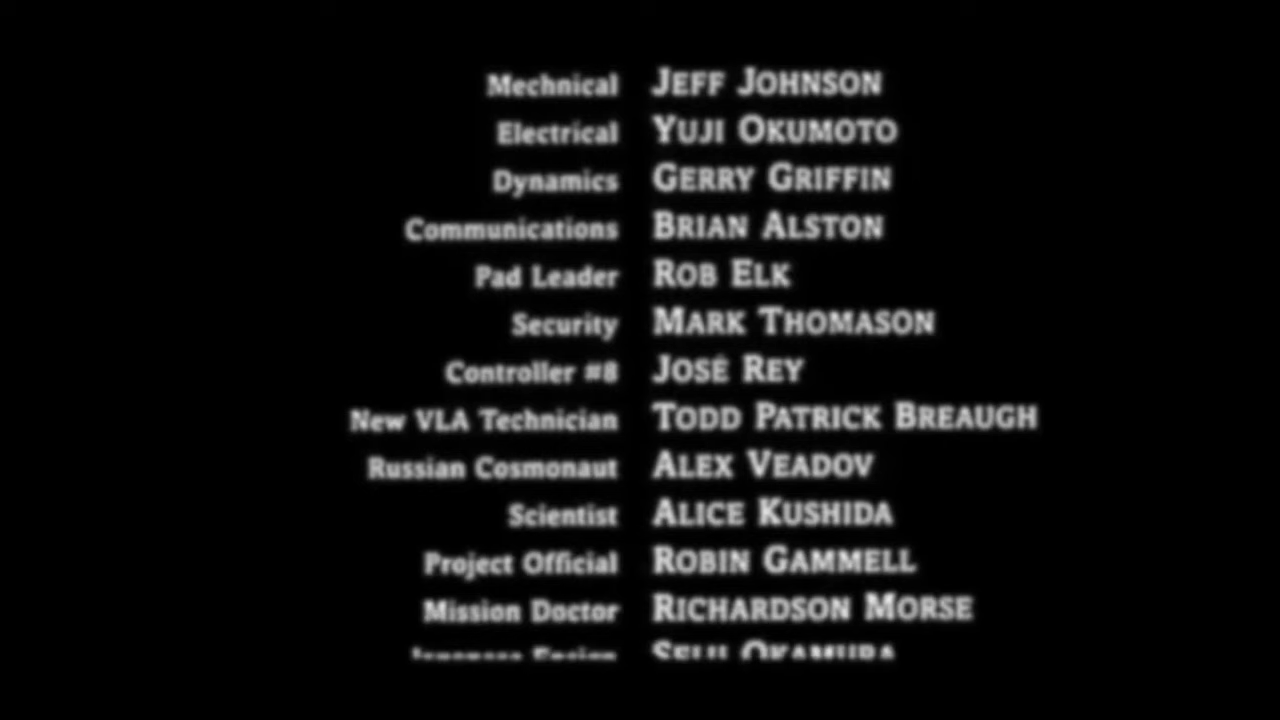 Mechnical JEFF JOHNSON
Electrical YUJI OKUMOTO
Dynamics GERRY GRIFFIN
Communications BRIAN ALSTON
Pad Leader ROB ELK
Security MARK THOMASON
Controller #8 JOSÉ REY
New VLA Technician TODD PATRICK BREAUGH
Russian Cosmonaut ALEX VEADOV
Scientist ALICE KUSHIDA
Project Official ROBIN GAMMELL
Mission Doctor RICHARDSON MORSE
OKAMURA